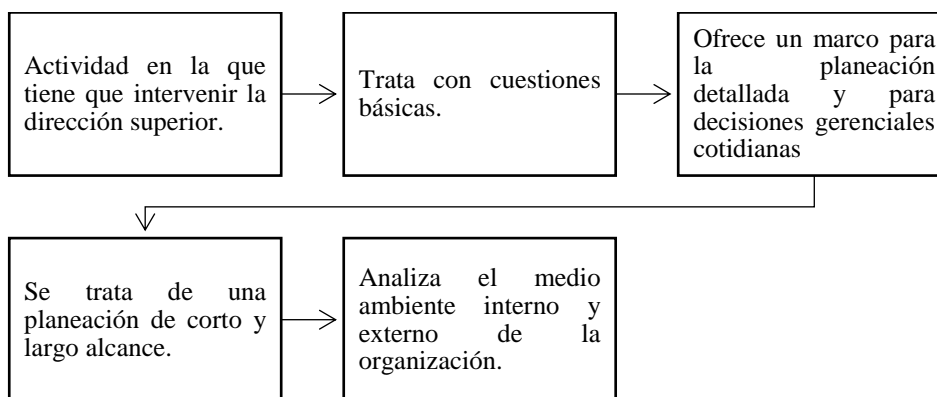 Actividad en la que
tiene que intervenir la
dirección superior.
Trata con cuestiones
básicas.
Ofrece un marco para
la planeación
detallada y para
decisiones gerenciales
cotidianas
Se trata de una
planeación de corto y
largo alcance.
Analiza el medio
ambiente interno y
externo de la
organización.